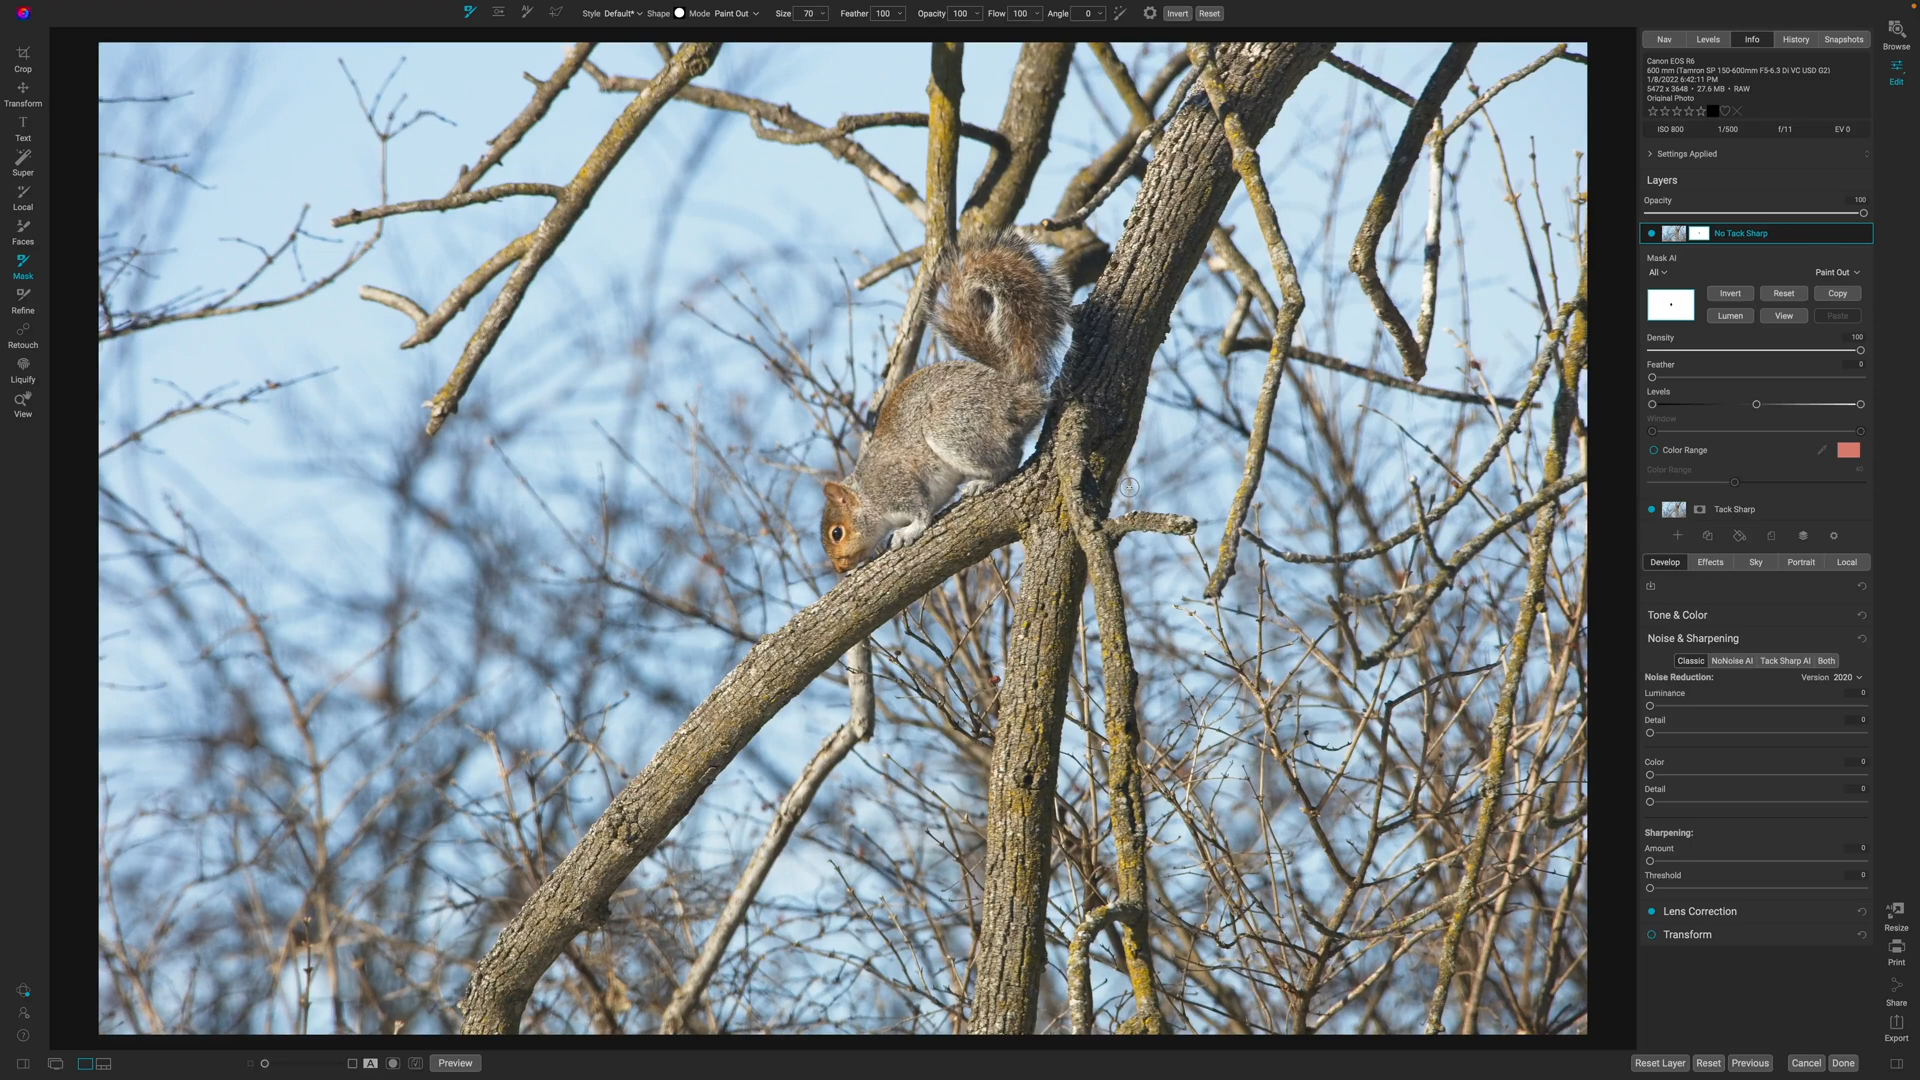 Style Default* Shape Mode Paint Out Size 70 Feather 100 Opacity 100 Flow 100 Angle 0 Invert Reset
Crop
Transform
Text
Super
Local
Faces
Mask
Refine
Retouch
Liquify
View
Nav Levels Info History Snapshots
Canon EOS R6
600 mm (Tamron SP 150-600mm F5-6.3 Di VC USD G2)
1/8/2022 6:42:11 PM
5472 x 3648 • 27.6 MB • RAW
Original Photo
ISO 800 1/500 f/11 EV 0
Settings Applied
Layers
Opacity 100
No Tack Sharp
Mask AI
All Paint Out
Invert Reset Copy
Lumen View Paste
Density 100
Feather 0
Levels
Window
Color Range
Color Range 40
Tack Sharp
Develop Effects Sky Portrait Local
Tone & Color
Noise & Sharpening
Classic NoNoise AI Tack Sharp AI Both
Noise Reduction: Version 2020
Luminance 0
Detail 0
Color 0
Detail 0
Sharpening:
Amount 0
Threshold 0
Lens Correction
Transform
Browse
Edit
AI
Resize
Print
Share
Export
A Preview
Reset Layer Reset Previous Cancel Done